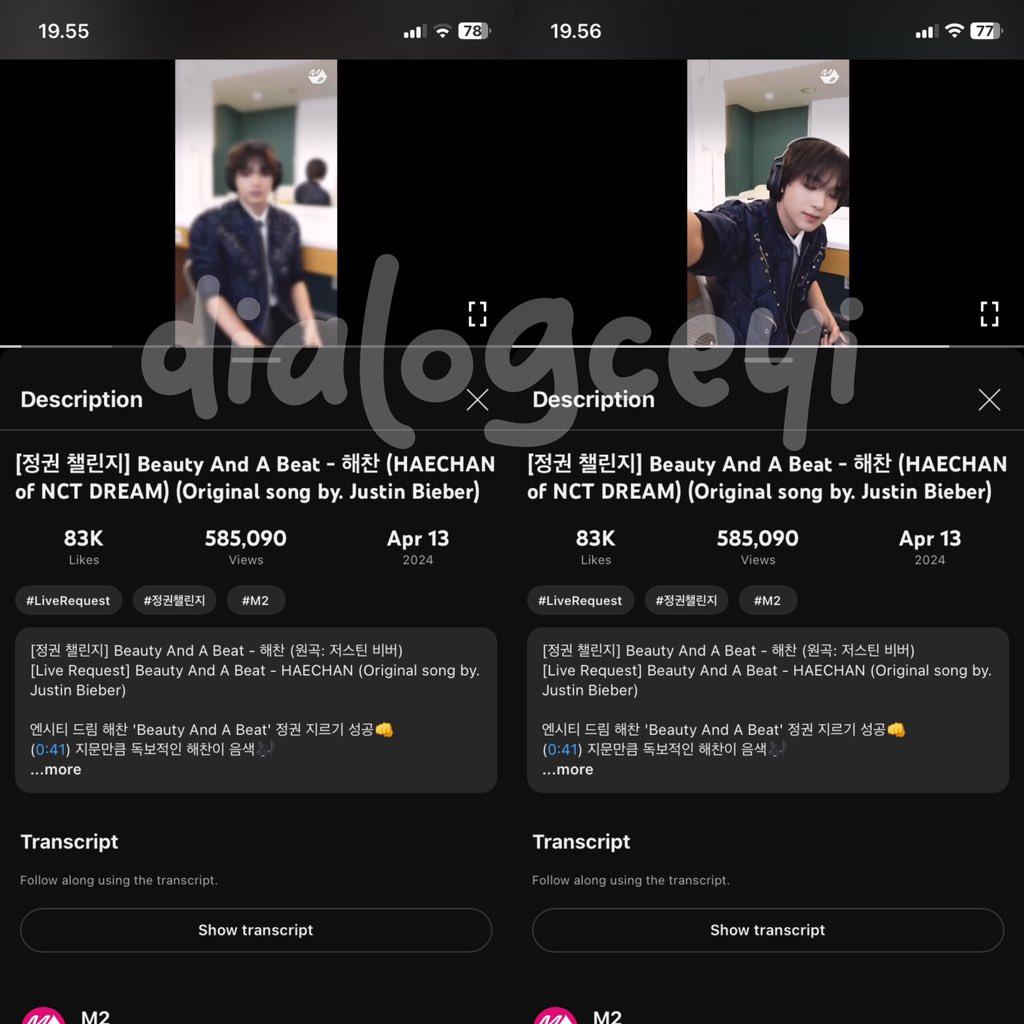 19.55
78
Description
[정권 챌린지] Beauty And A Beat - 해찬 (HAECHAN
of NCT DREAM) (Original song by. Justin Bieber)
83K
585,090
Apr 13
Likes
Views
2024
#LiveRequest
#정권챌린지
#M2
[정권 챌린지] Beauty And A Beat - 해찬 (원곡: 저스틴 비버)
[Live Request] Beauty And A Beat - HAECHAN (Original song by.
Justin Bieber)
엔시티 드림 해찬 'Beauty And A Beat' 정권 지르기 성공👊
(0:41) 지문만큼 독보적인 해찬이 음색🎶
...more
Transcript
Follow along using the transcript.
Show transcript
M2
19.56
77
Description
[정권 챌린지] Beauty And A Beat - 해찬 (HAECHAN
of NCT DREAM) (Original song by. Justin Bieber)
83K
585,090
Apr 13
Likes
Views
2024
#LiveRequest
#정권챌린지
#M2
[정권 챌린지] Beauty And A Beat - 해찬 (원곡: 저스틴 비버)
[Live Request] Beauty And A Beat - HAECHAN (Original song by.
Justin Bieber)
엔시티 드림 해찬 'Beauty And A Beat' 정권 지르기 성공👊
(0:41) 지문만큼 독보적인 해찬이 음색🎶
...more
Transcript
Follow along using the transcript.
Show transcript
M2
dialogceyi